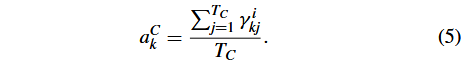 a_k^C = \frac{\sum_{j=1}^{T_C} \gamma_{kj}^i}{T_C}. (5)